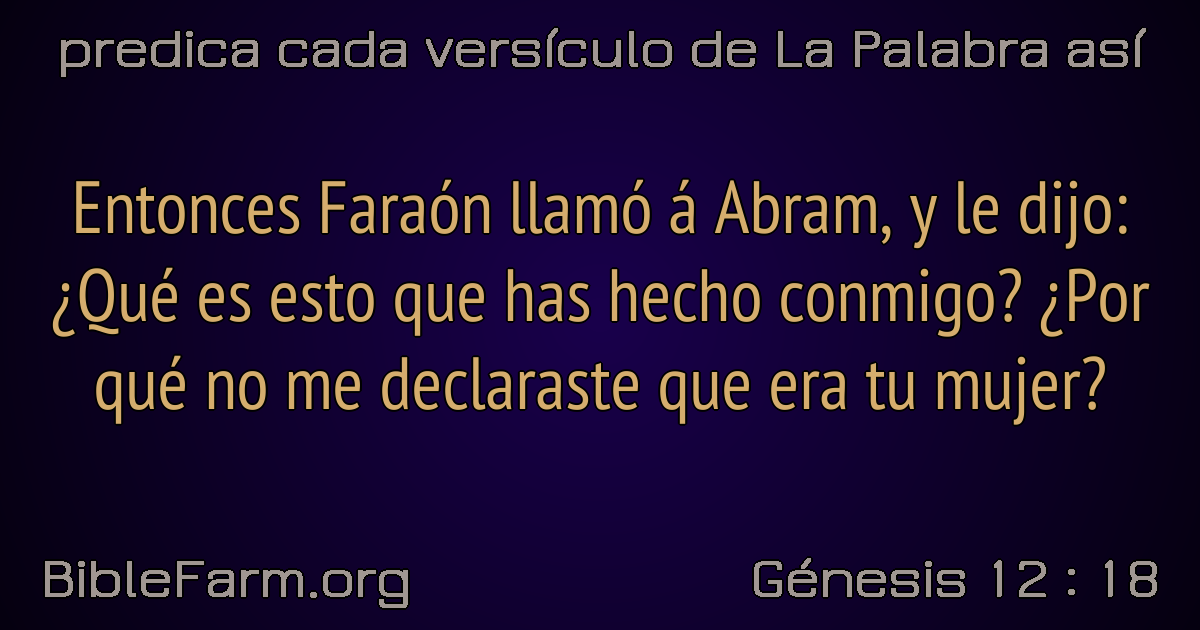 predica cada versículo de La Palabra así
Entonces Faraón llamó á Abram, y le dijo:
¿Qué es esto que has hecho conmigo? ¿Por
qué no me declaraste que era tu mujer?
BibleFarm.org
Génesis 12 : 18